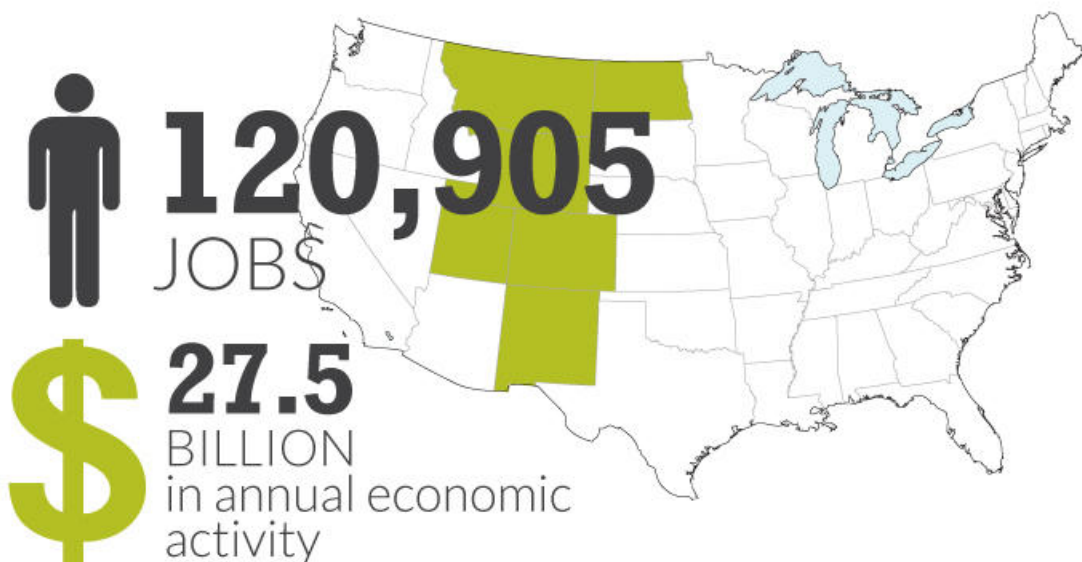 120,905
JOBS
$ 27.5
BILLION
in annual economic
activity